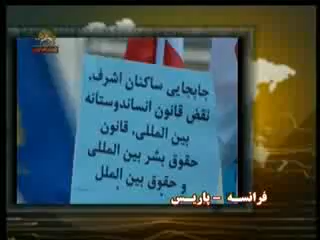 جابجایی ساکنان اشرف،
نقض قانون انساندوستانه
بین المللی، قانون
حقوق بشر بین المللی
و حقوق بین الملل
فرانسه - پاریس